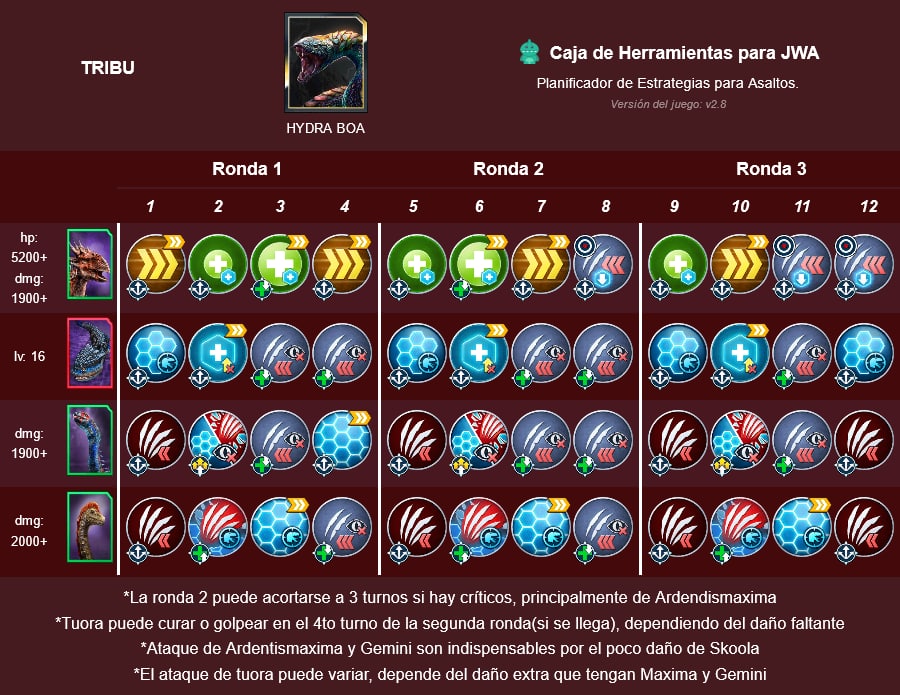 TRIBU
HYDRA BOA
Caja de Herramientas para JWA
Planificador de Estrategias para Asaltos.
Versión del juego: v2.8
Ronda 1 Ronda 2 Ronda 3
1 2 3 4 5 6 7 8 9 10 11 12
hp:
5200+
dmg:
1900+
lv: 16
dmg:
1900+
dmg:
2000+
*La ronda 2 puede acortarse a 3 turnos si hay críticos, principalmente de Ardendismaxima
*Tuora puede curar o golpear en el 4to turno de la segunda ronda(si se llega), dependiendo del daño faltante
*Ataque de Ardentismaxima y Gemini son indispensables por el poco daño de Skoola
*El ataque de tuora puede variar, depende del daño extra que tengan Maxima y Gemini